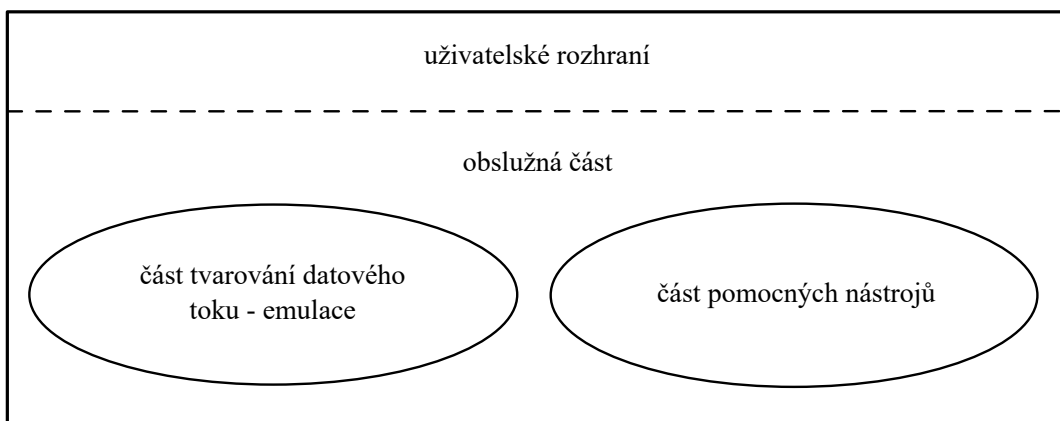 uživatelské rozhraní
obslužná část
část tvarování datového
toku - emulace
část pomocných nástrojů